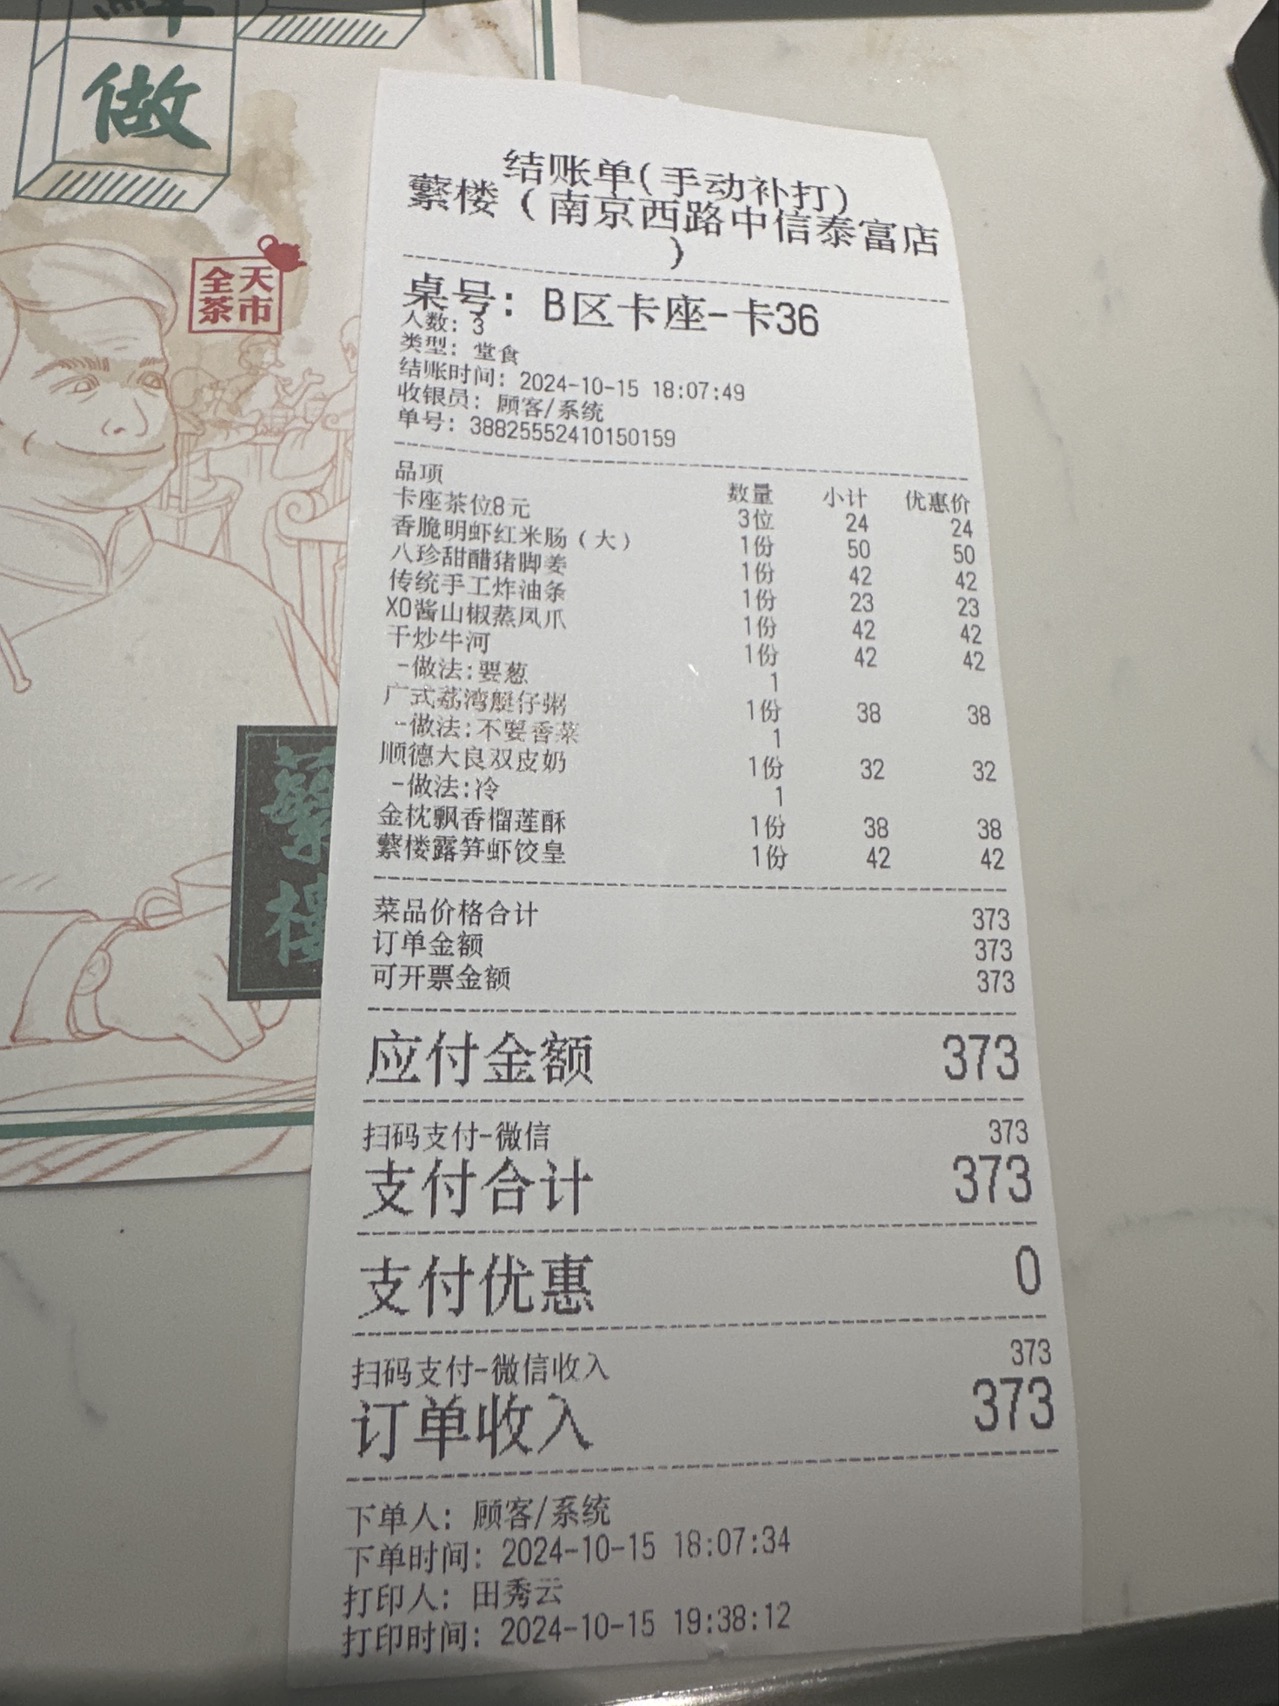 做
全天
茶市
蘩樓
结账单(手动补打)
蘩楼（南京西路中信泰富店
）
桌号: B区卡座-卡36
人数: 3
类型: 堂食
结账时间: 2024-10-15 18:07:49
收银员: 顾客/系统
单号: 38825552410150159
品项 数量 小计 优惠价
卡座茶位8元 3位 24 24
香脆明虾红米肠（大） 1份 50 50
八珍甜醋猪脚姜 1份 42 42
传统手工炸油条 1份 23 23
XO酱山椒蒸凤爪 1份 42 42
干炒牛河 1份 42 42
-做法:要葱 1
广式荔湾艇仔粥 1份 38 38
-做法:不要香菜 1
顺德大良双皮奶 1份 32 32
-做法:冷 1
金枕飘香榴莲酥 1份 38 38
蘩楼露笋虾饺皇 1份 42 42
菜品价格合计 373
订单金额 373
可开票金额 373
应付金额 373
扫码支付-微信 373
支付合计 373
支付优惠 0
扫码支付-微信收入 373
订单收入 373
下单人: 顾客/系统
下单时间: 2024-10-15 18:07:34
打印人: 田秀云
打印时间: 2024-10-15 19:38:12